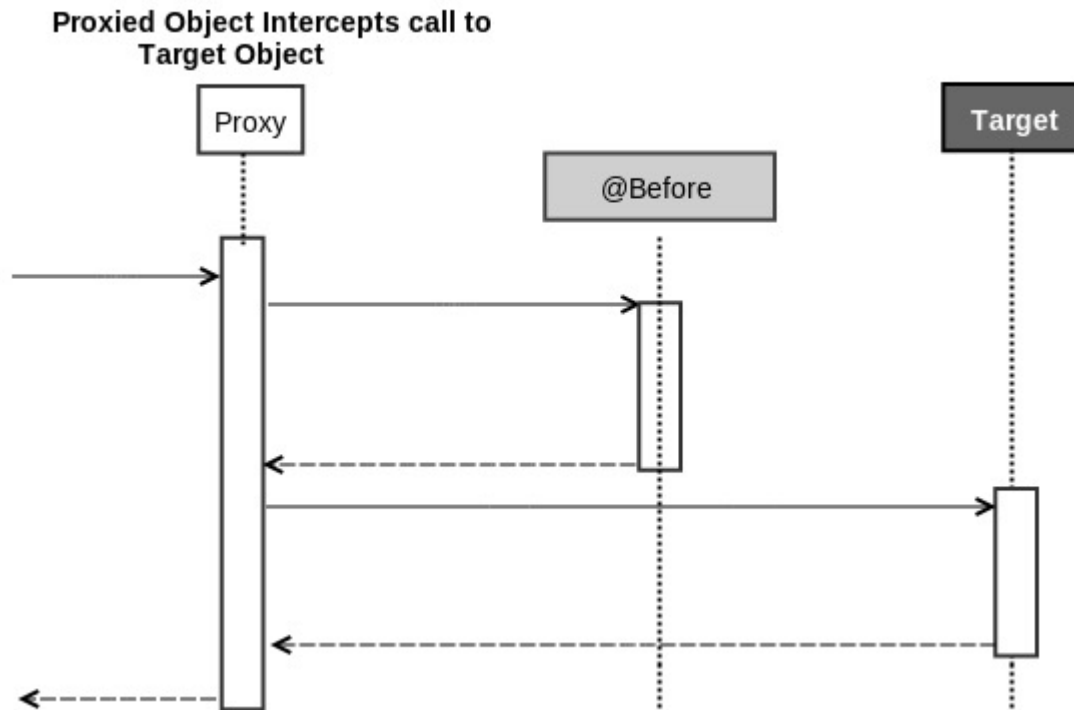 Proxied Object Intercepts call to
Target Object
Proxy
Target
@Before